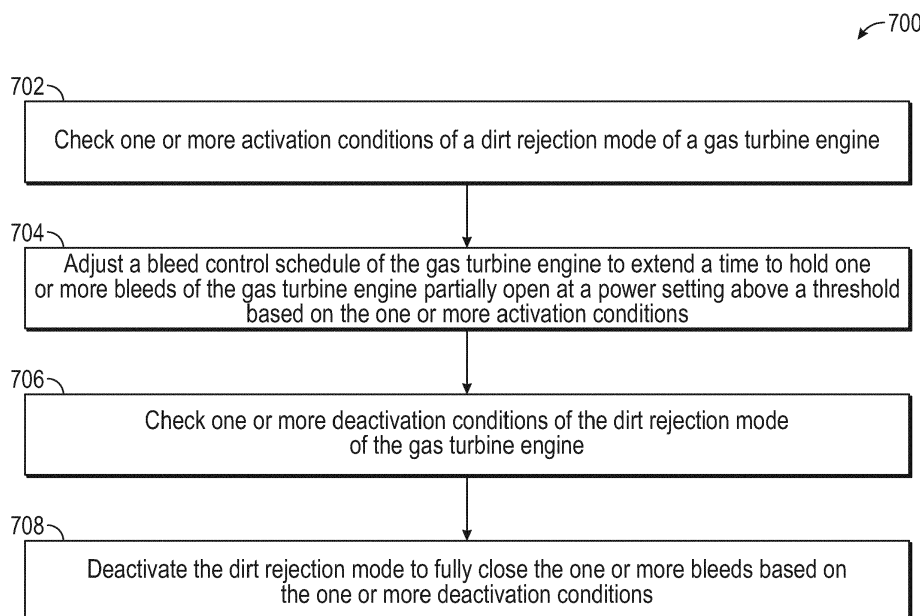 700
702
Check one or more activation conditions of a dirt rejection mode of a gas turbine engine
704
Adjust a bleed control schedule of the gas turbine engine to extend a time to hold one
or more bleeds of the gas turbine engine partially open at a power setting above a threshold
based on the one or more activation conditions
706
Check one or more deactivation conditions of the dirt rejection mode
of the gas turbine engine
708
Deactivate the dirt rejection mode to fully close the one or more bleeds based on
the one or more deactivation conditions